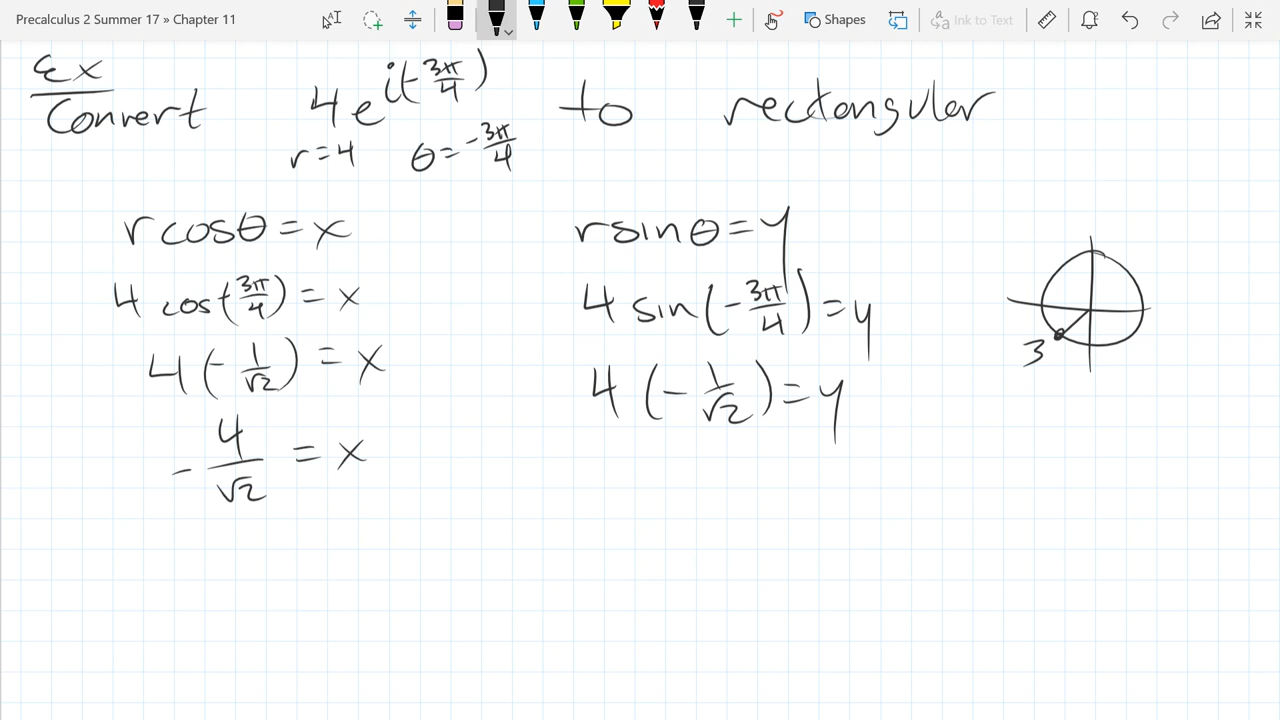 Precalculus 2 Summer 17 » Chapter 11
Shapes
Ink to Text
Ex
Convert 4e^{i(-3π/4)} to rectangular
r=4 θ=-3π/4
r cosθ = x
r sinθ = y
4 cos(-3π/4) = x
4 sin(-3π/4) = y
4(-1/√2) = x
4(-1/√2) = y
-4/√2 = x
3